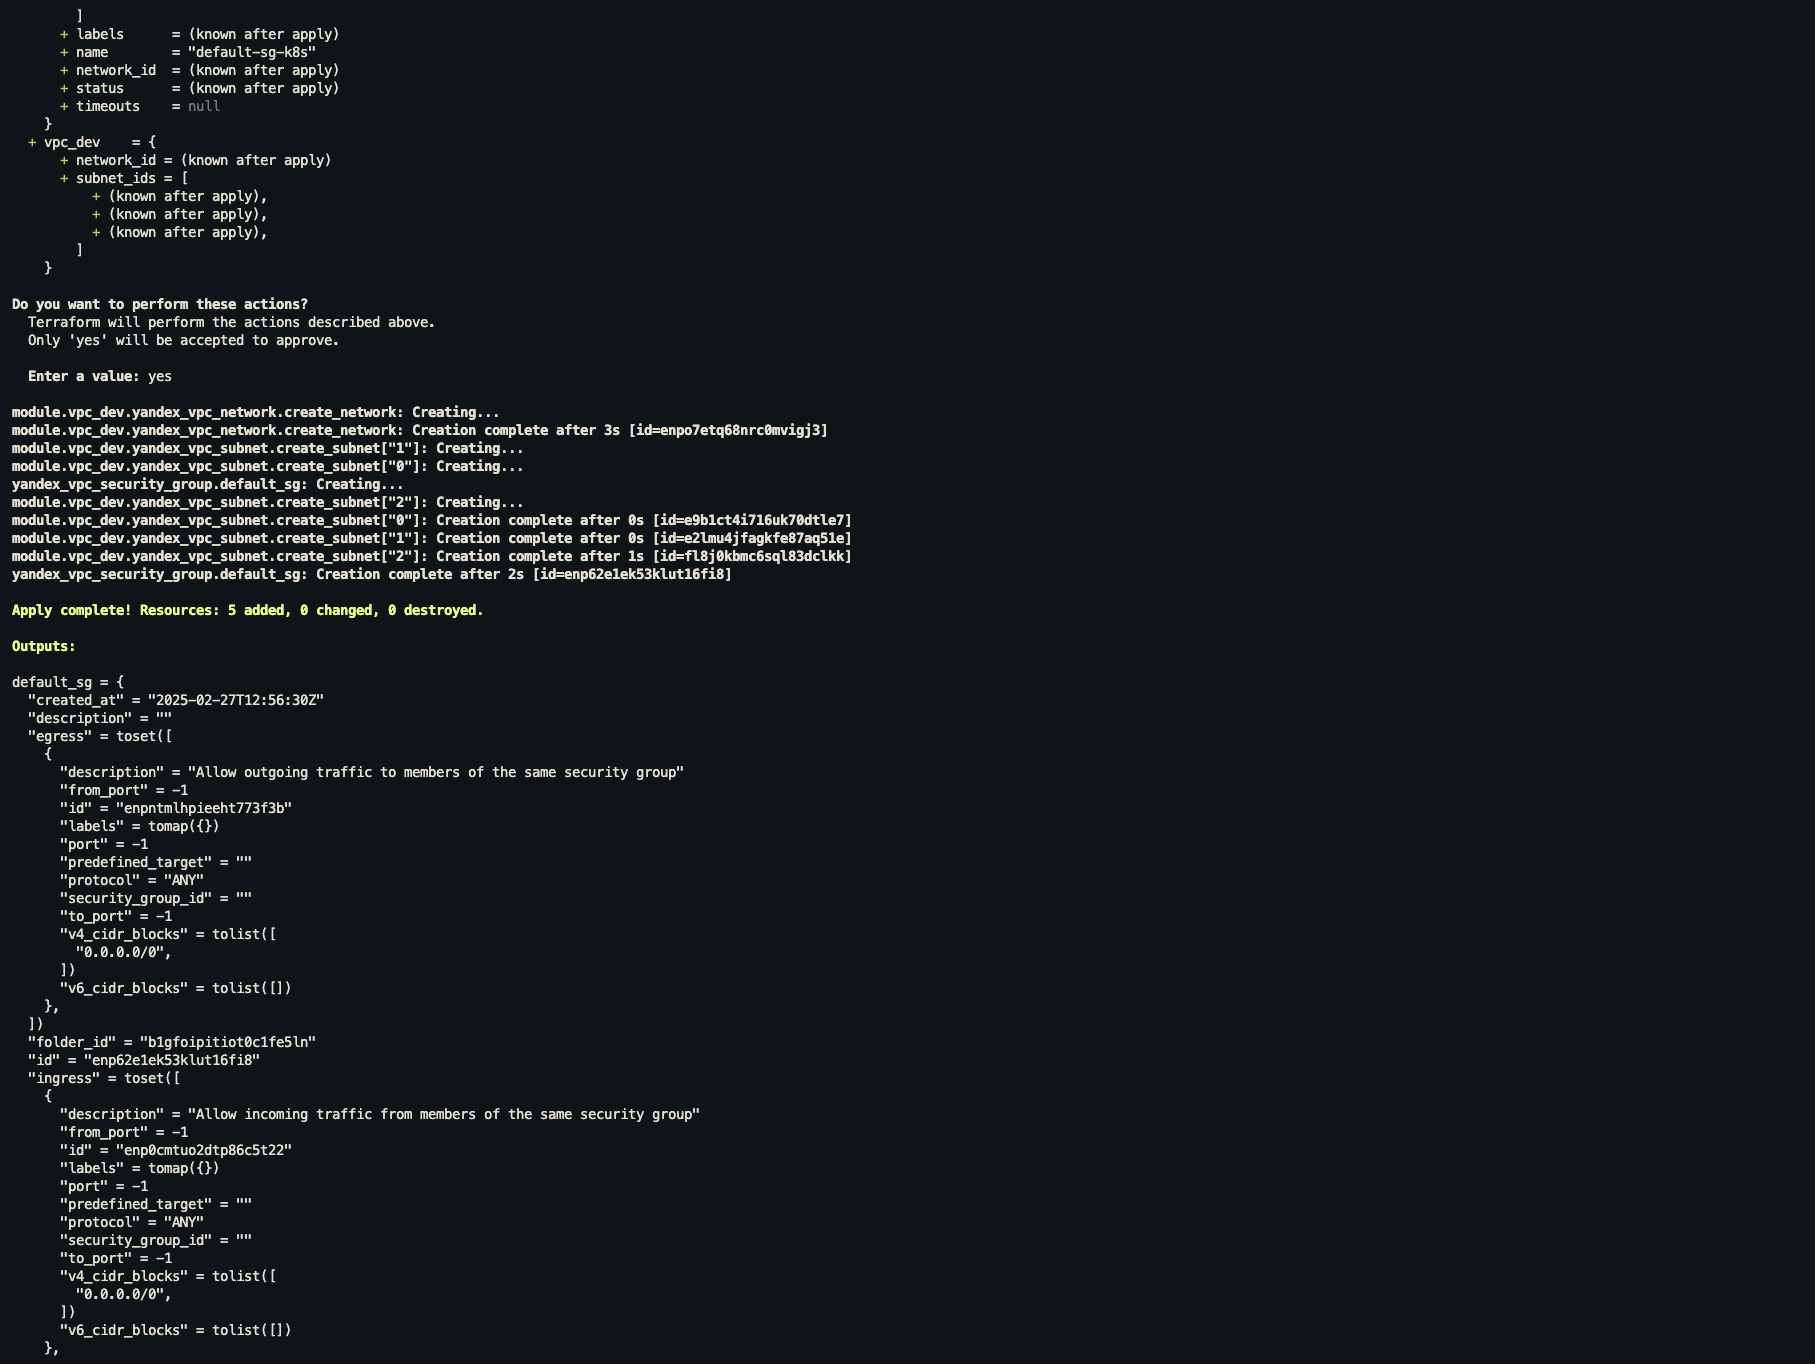 ]
      + labels      = (known after apply)
      + name        = "default-sg-k8s"
      + network_id  = (known after apply)
      + status      = (known after apply)
      + timeouts    = null
    }
  + vpc_dev    = {
      + network_id = (known after apply)
      + subnet_ids = [
          + (known after apply),
          + (known after apply),
          + (known after apply),
        ]
    }

Do you want to perform these actions?
  Terraform will perform the actions described above.
  Only 'yes' will be accepted to approve.

  Enter a value: yes

module.vpc_dev.yandex_vpc_network.create_network: Creating...
module.vpc_dev.yandex_vpc_network.create_network: Creation complete after 3s [id=enpo7etq68nrc0mvigj3]
module.vpc_dev.yandex_vpc_subnet.create_subnet["1"]: Creating...
module.vpc_dev.yandex_vpc_subnet.create_subnet["0"]: Creating...
yandex_vpc_security_group.default_sg: Creating...
module.vpc_dev.yandex_vpc_subnet.create_subnet["2"]: Creating...
module.vpc_dev.yandex_vpc_subnet.create_subnet["0"]: Creation complete after 0s [id=e9b1ct4i716uk70dtle7]
module.vpc_dev.yandex_vpc_subnet.create_subnet["1"]: Creation complete after 0s [id=e2lmu4jfagkfe87aq51e]
module.vpc_dev.yandex_vpc_subnet.create_subnet["2"]: Creation complete after 1s [id=fl8j0kbmc6sql83dclkk]
yandex_vpc_security_group.default_sg: Creation complete after 2s [id=enp62e1ek53klut16fi8]

Apply complete! Resources: 5 added, 0 changed, 0 destroyed.

Outputs:

default_sg = {
  "created_at" = "2025-02-27T12:56:30Z"
  "description" = ""
  "egress" = toset([
    {
      "description" = "Allow outgoing traffic to members of the same security group"
      "from_port" = -1
      "id" = "enpntmlhpieeht773f3b"
      "labels" = tomap({})
      "port" = -1
      "predefined_target" = ""
      "protocol" = "ANY"
      "security_group_id" = ""
      "to_port" = -1
      "v4_cidr_blocks" = tolist([
        "0.0.0.0/0",
      ])
      "v6_cidr_blocks" = tolist([])
    },
  ])
  "folder_id" = "b1gfoipitiot0c1fe5ln"
  "id" = "enp62e1ek53klut16fi8"
  "ingress" = toset([
    {
      "description" = "Allow incoming traffic from members of the same security group"
      "from_port" = -1
      "id" = "enp0cmtuo2dtp86c5t22"
      "labels" = tomap({})
      "port" = -1
      "predefined_target" = ""
      "protocol" = "ANY"
      "security_group_id" = ""
      "to_port" = -1
      "v4_cidr_blocks" = tolist([
        "0.0.0.0/0",
      ])
      "v6_cidr_blocks" = tolist([])
    },